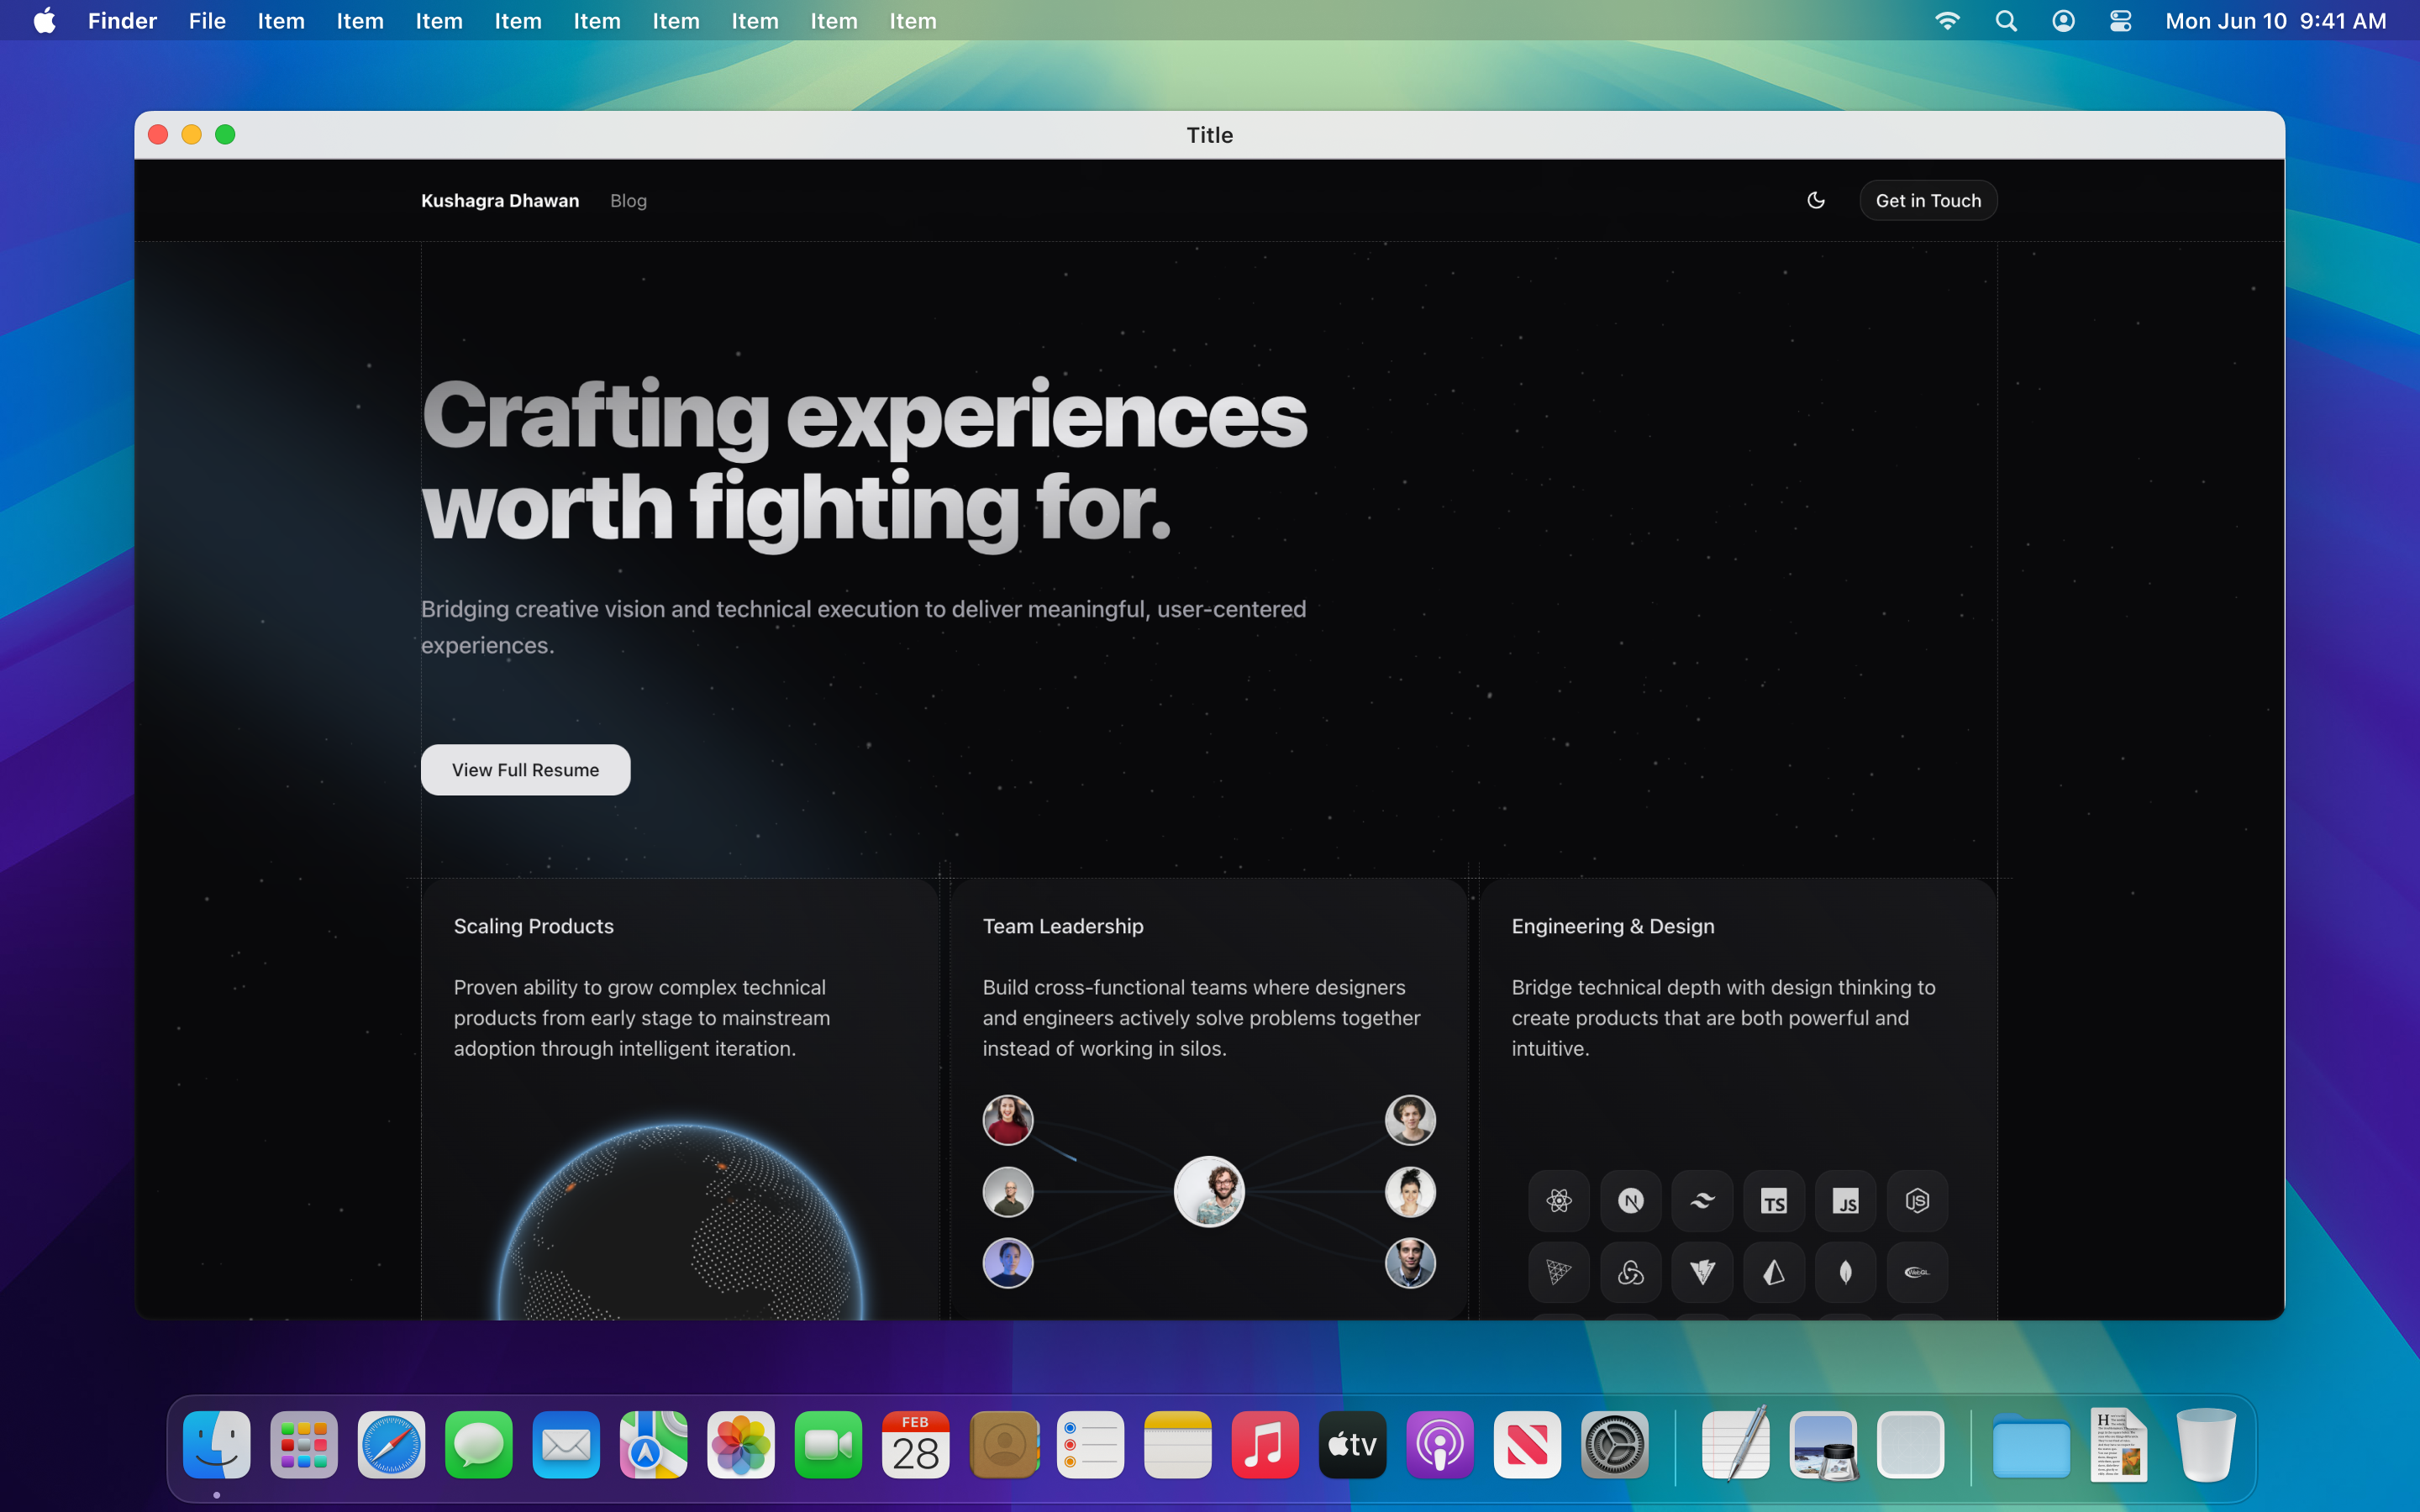 Finder File Item Item Item Item Item Item Item Item Item Mon Jun 10 9:41 AM
Title
Kushagra Dhawan Blog Get in Touch
Crafting experiences
worth fighting for.
Bridging creative vision and technical execution to deliver meaningful, user-centered
experiences.
View Full Resume
Scaling Products
Proven ability to grow complex technical
products from early stage to mainstream
adoption through intelligent iteration.
Team Leadership
Build cross-functional teams where designers
and engineers actively solve problems together
instead of working in silos.
Engineering & Design
Bridge technical depth with design thinking to
create products that are both powerful and
intuitive.
N TS JS JS
FEB
28
tv